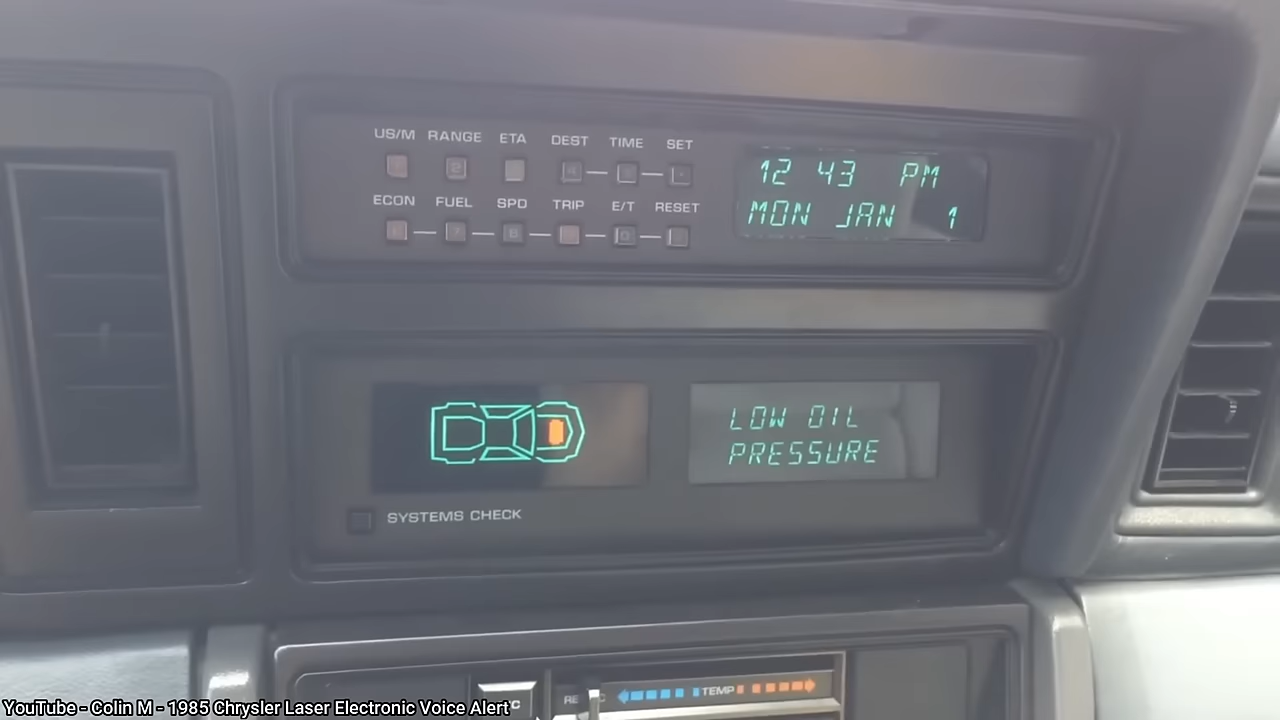 US/M RANGE ETA DEST TIME SET
ECON FUEL SPD TRIP E/T RESET
12 43 PM
MON JAN 1
LOW OIL
PRESSURE
SYSTEMS CHECK
TEMP
YouTube - Colin M - 1985 Chrysler Laser Electronic Voice Alert